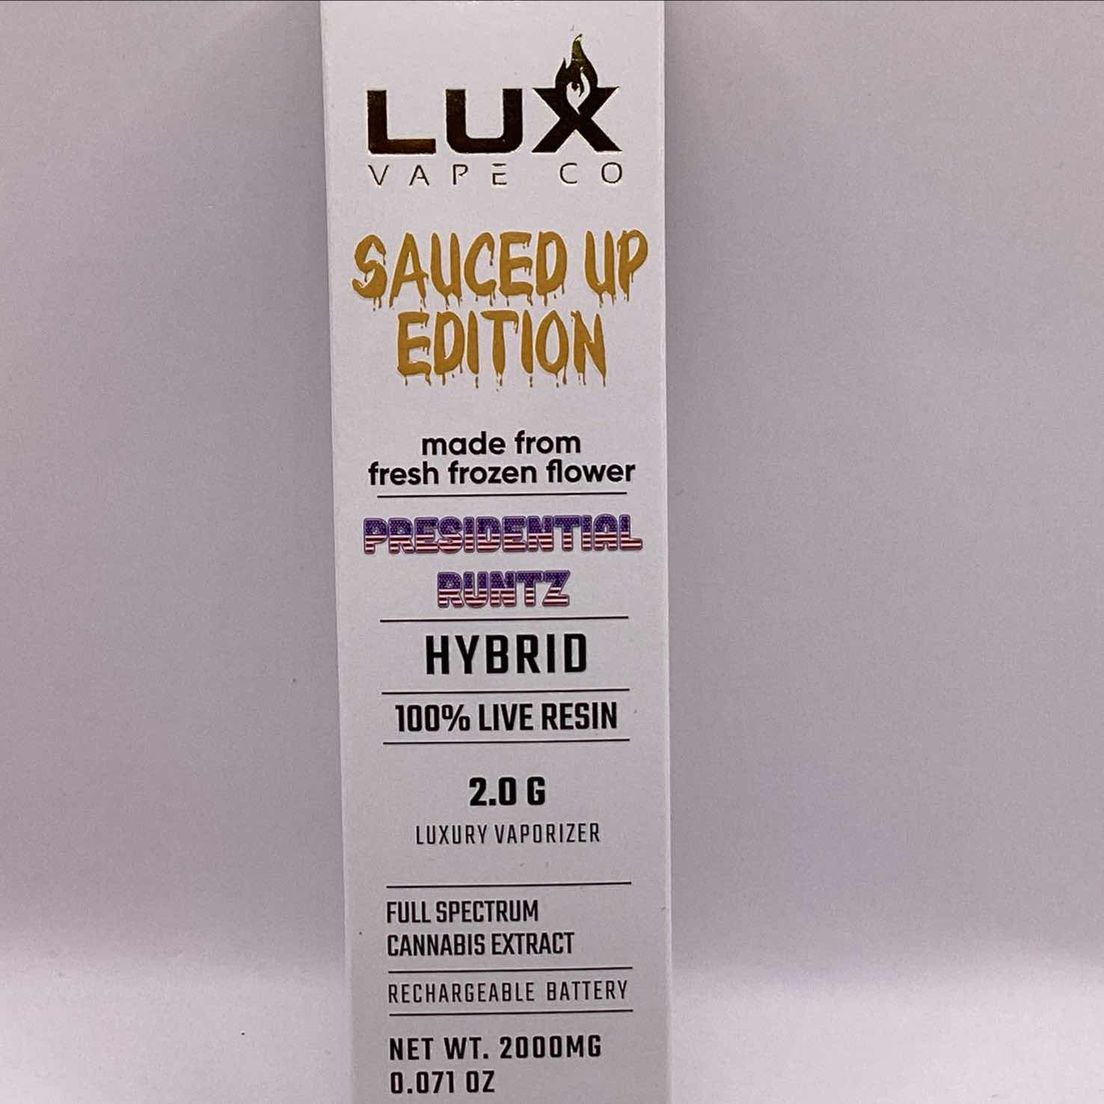 LUX
VAPE CO
SAUCED UP
EDITION
made from
fresh frozen flower
PRESIDENTIAL
RUNTZ
HYBRID
100% LIVE RESIN
2.0 G
LUXURY VAPORIZER
FULL SPECTRUM
CANNABIS EXTRACT
RECHARGEABLE BATTERY
NET WT. 2000MG
0.071 OZ